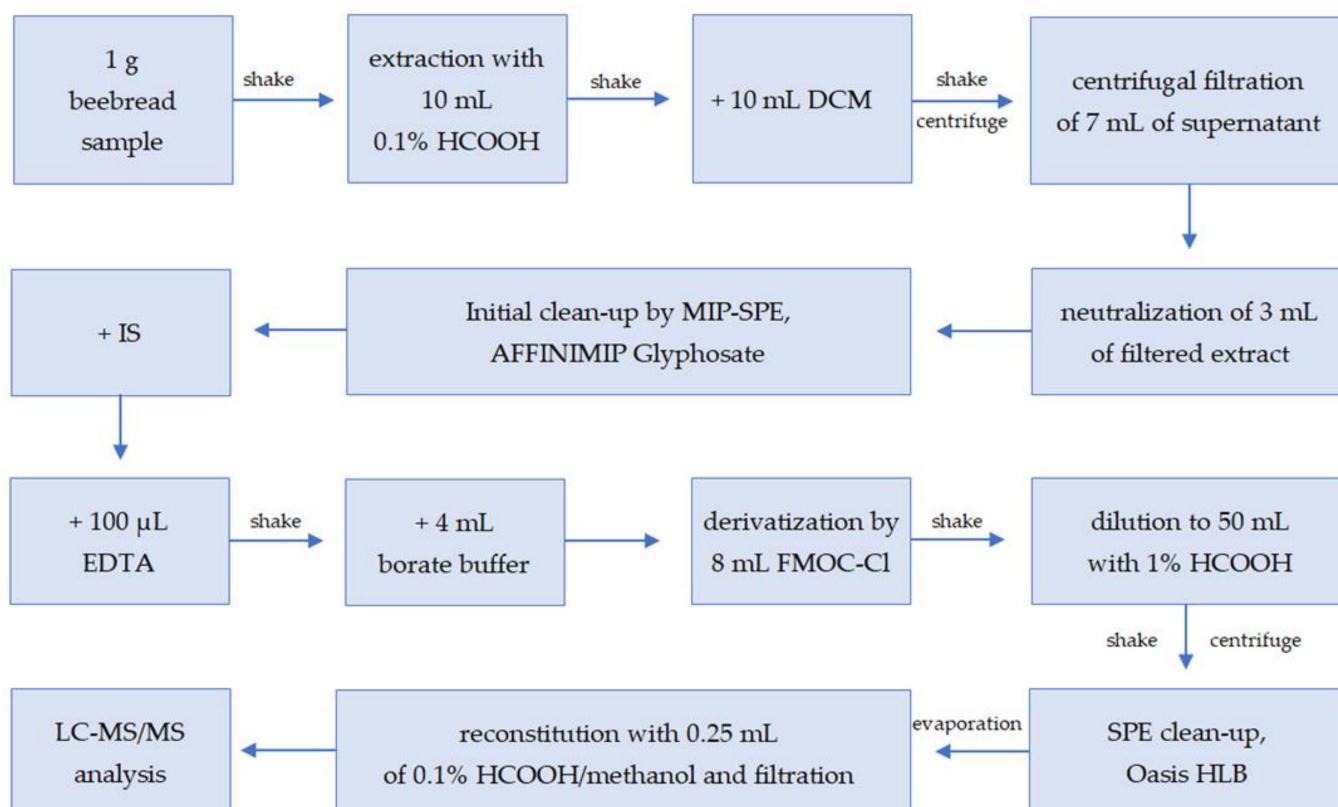 1 g
beebread
sample
shake
extraction with
10 mL
0.1% HCOOH
shake
+ 10 mL DCM
shake
centrifuge
centrifugal filtration
of 7 mL of supernatant
neutralization of 3 mL
of filtered extract
Initial clean-up by MIP-SPE,
AFFINIMIP Glyphosate
+ IS
+ 100 µL
EDTA
shake
+ 4 mL
borate buffer
derivatization by
8 mL FMOC-Cl
shake
dilution to 50 mL
with 1% HCOOH
shake
centrifuge
SPE clean-up,
Oasis HLB
evaporation
reconstitution with 0.25 mL
of 0.1% HCOOH/methanol and filtration
LC-MS/MS
analysis